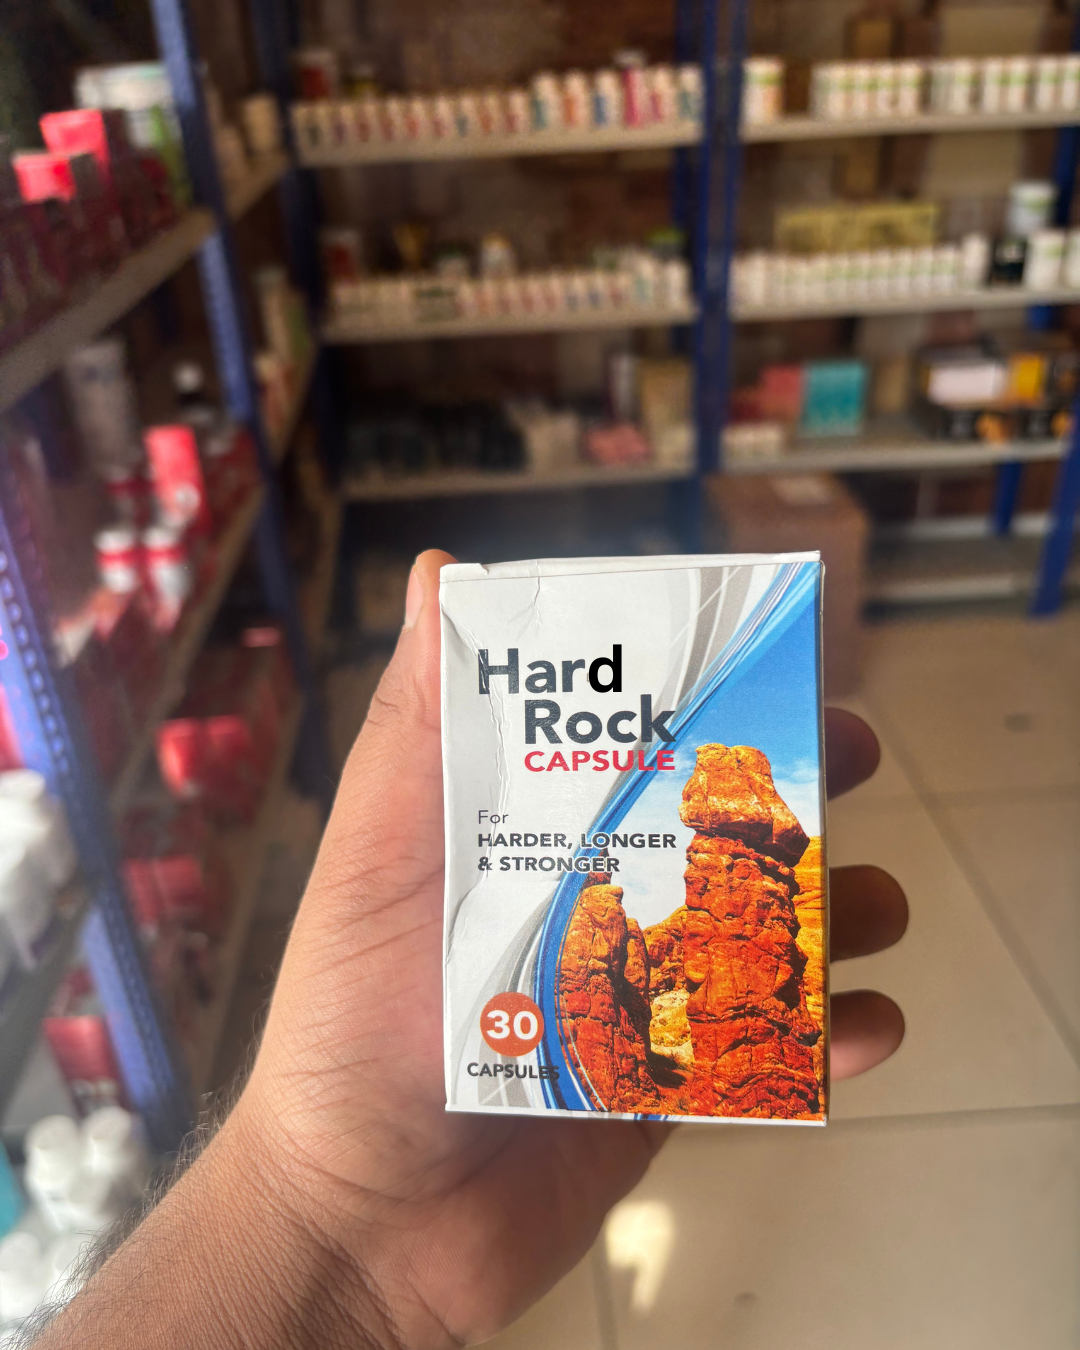 Hard
Rock
CAPSULE
For
HARDER, LONGER
& STRONGER
30
CAPSULES